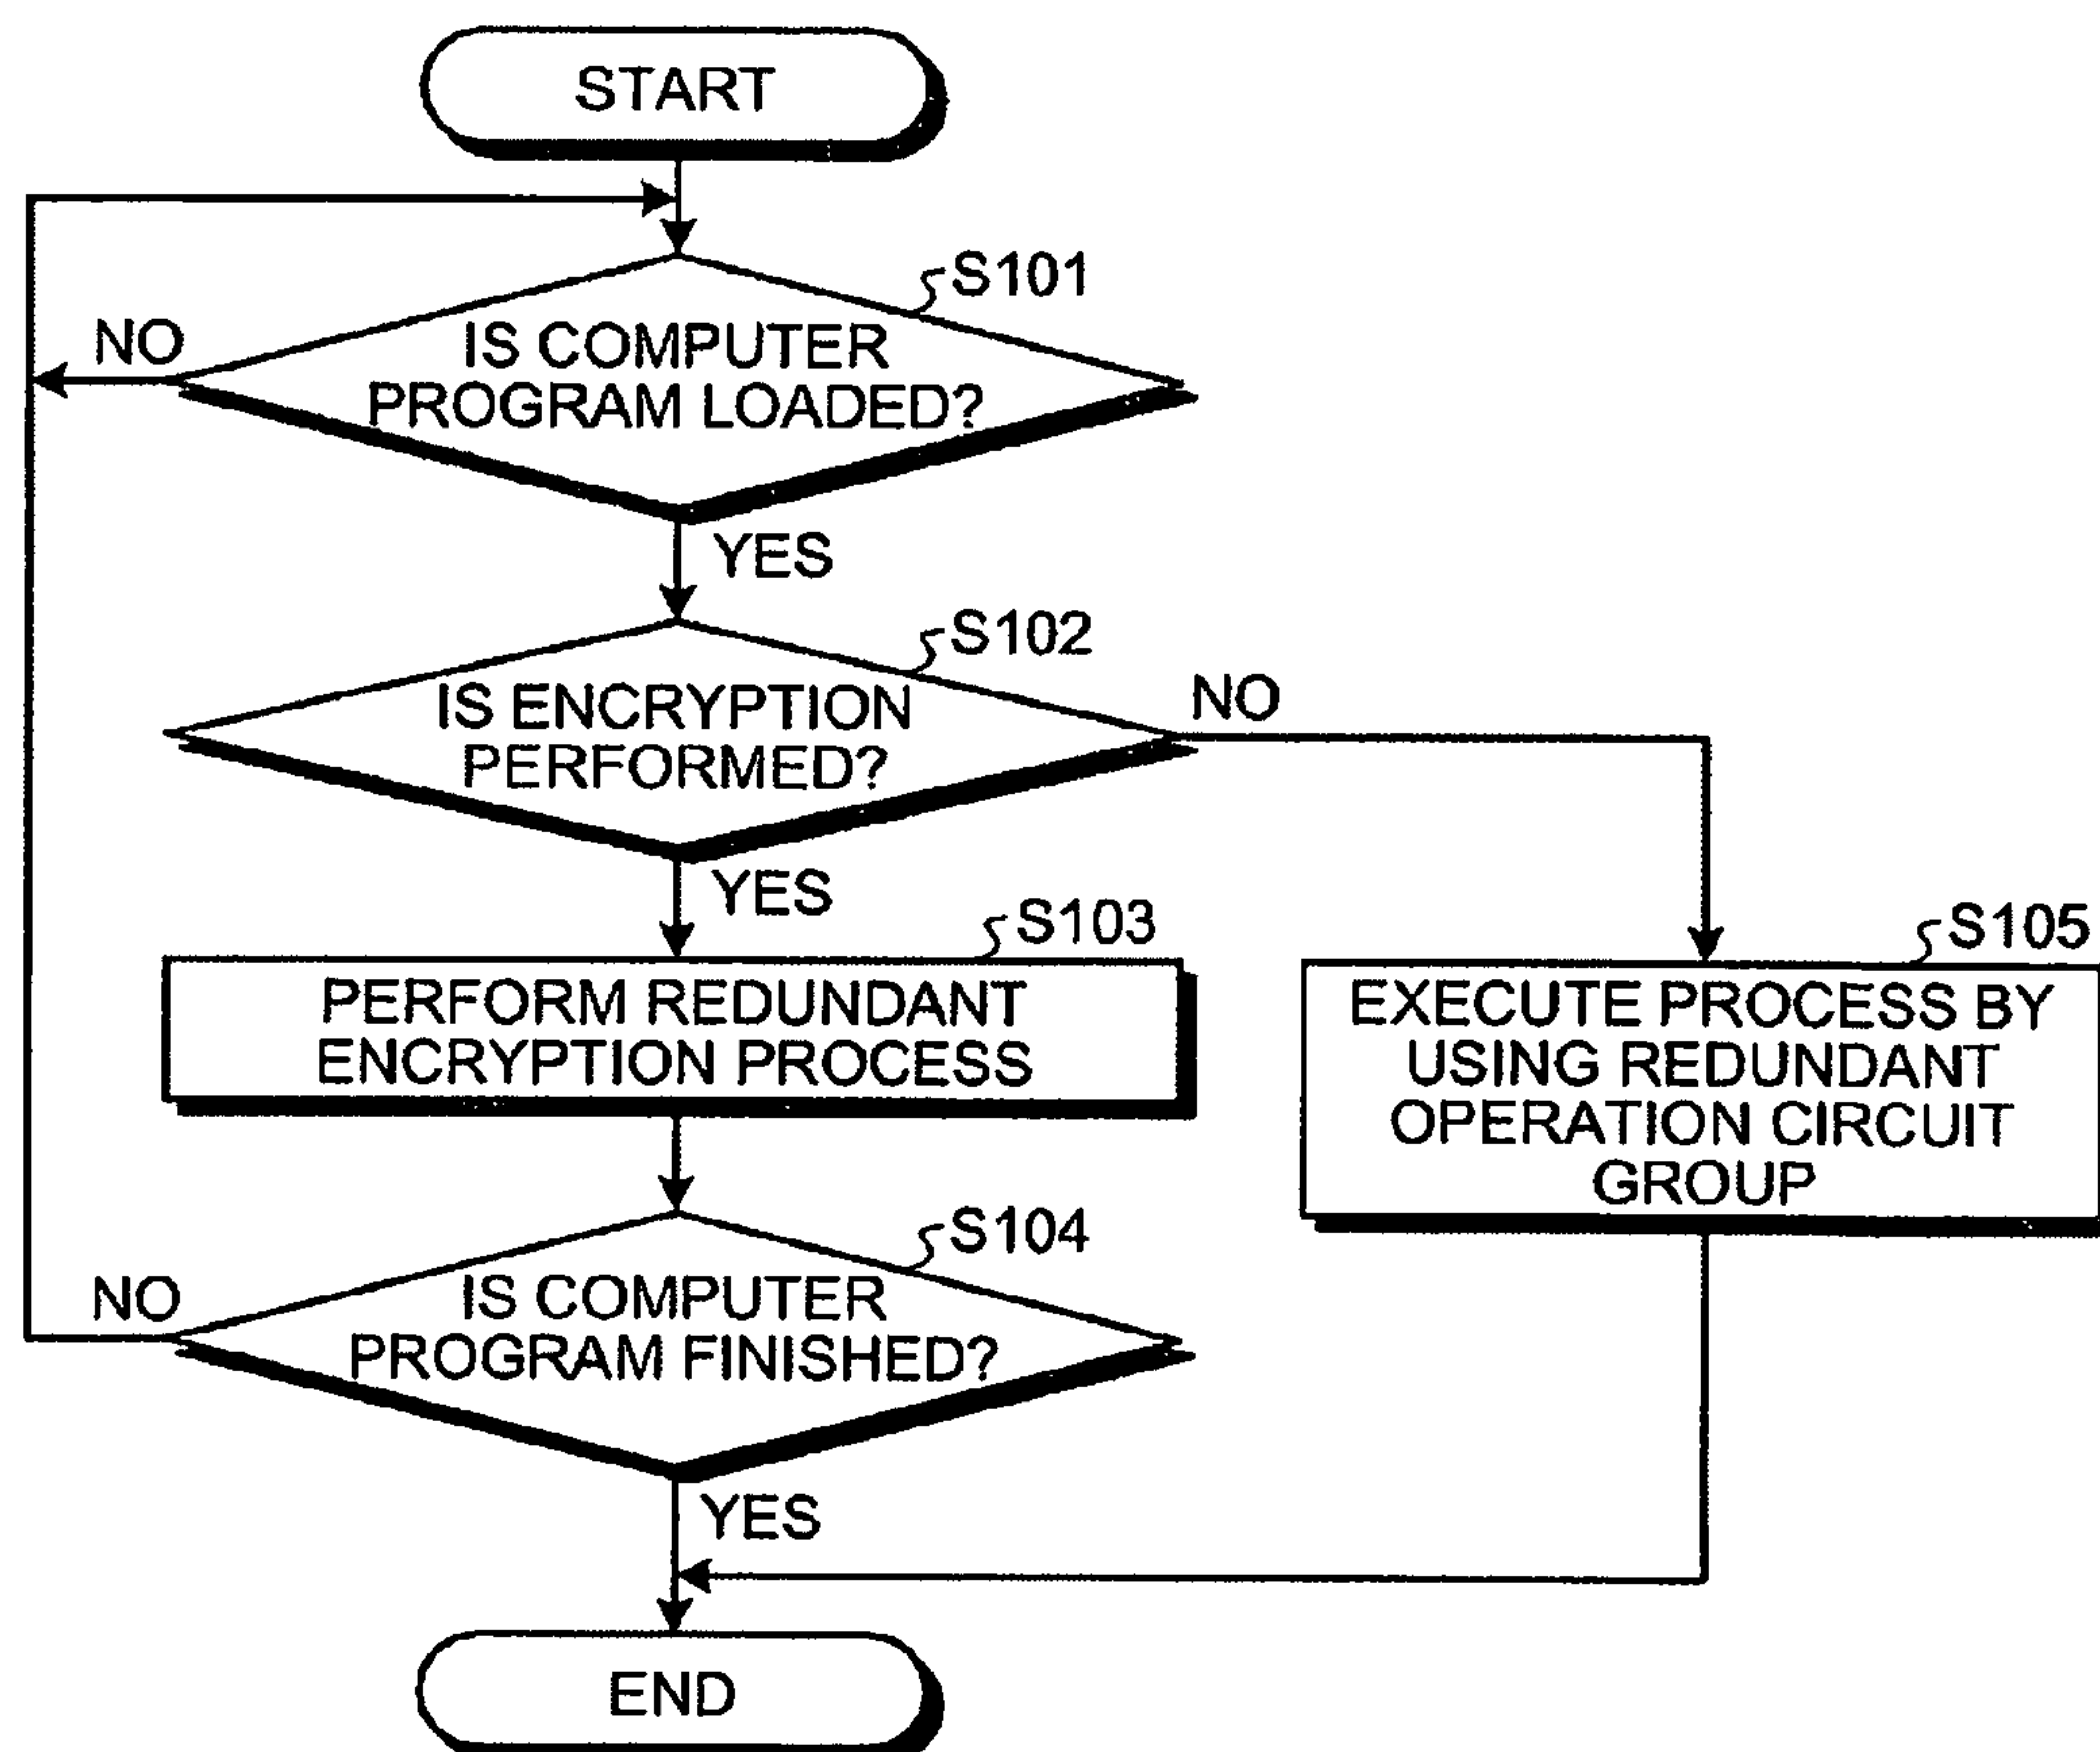 START
S101
NO
IS COMPUTER
PROGRAM LOADED?
YES
S102
IS ENCRYPTION
PERFORMED?
NO
YES
S103
PERFORM REDUNDANT
ENCRYPTION PROCESS
S105
EXECUTE PROCESS BY
USING REDUNDANT
OPERATION CIRCUIT
GROUP
S104
NO
IS COMPUTER
PROGRAM FINISHED?
YES
END